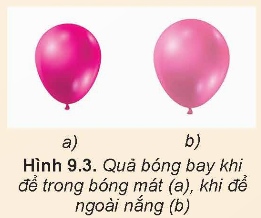 a) b)
Hình 9.3. Quả bóng bay khi
để trong bóng mát (a), khi để
ngoài nắng (b)